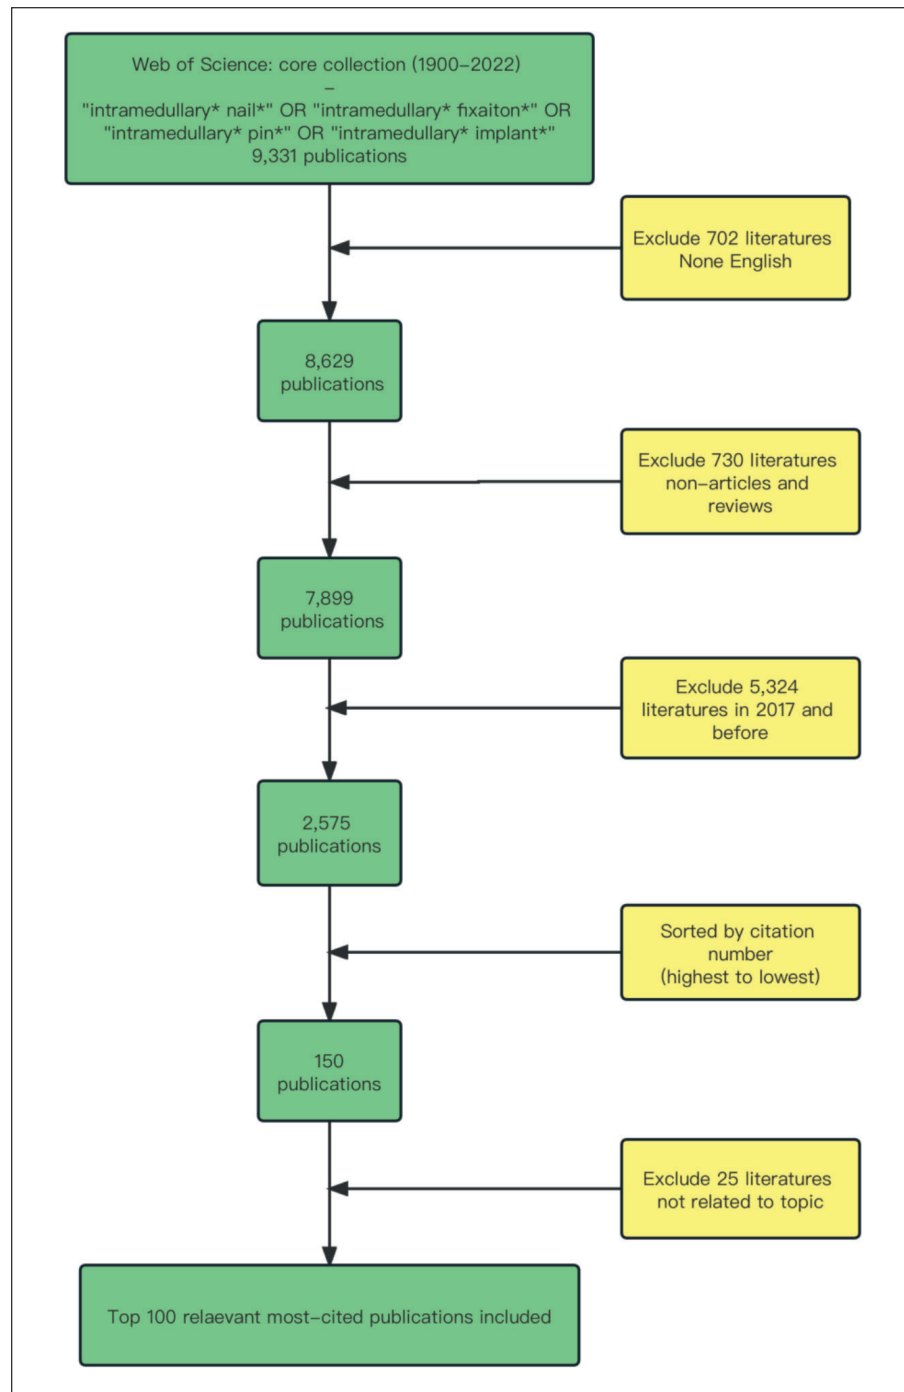 Web of Science: core collection (1900–2022)
–
"intramedullary* nail*" OR "intramedullary* fixaiton*" OR
"intramedullary* pin*" OR "intramedullary* implant*"
9,331 publications
Exclude 702 literatures
None English
8,629
publications
Exclude 730 literatures
non–articles and
reviews
7,899
publications
Exclude 5,324
literatures in 2017 and
before
2,575
publications
Sorted by citation
number
(highest to lowest)
150
publications
Exclude 25 literatures
not related to topic
Top 100 relaevant most–cited publications included